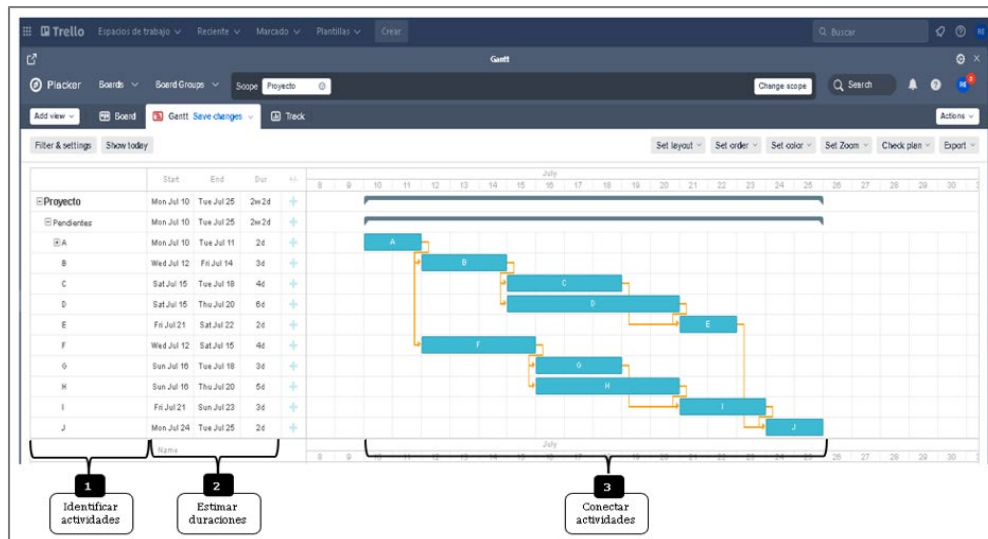 Trello Espacios de trabajo Reciente Marcado Plantillas Crear Buscar
Gantt
Placker Boards Board Groups Scope Proyecto Change scope Search
Add view Board Gantt Save changes Track Actions
Filter & settings Show today Set layout Set order Set color Set Zoom Check plan Export
July
Start End Dur +/- 8 9 10 11 12 13 14 15 16 17 18 19 20 21 22 23 24 25 26 27 28 29 30
Proyecto Mon Jul 10 Tue Jul 25 2w 2d
Pendientes Mon Jul 10 Tue Jul 25 2w 2d
A Mon Jul 10 Tue Jul 11 2d A
B Wed Jul 12 Fri Jul 14 3d B
C Sat Jul 15 Tue Jul 18 4d C
D Sat Jul 15 Thu Jul 20 6d D
E Fri Jul 21 Sat Jul 22 2d E
F Wed Jul 12 Sat Jul 15 4d F
G Sun Jul 16 Tue Jul 18 3d G
H Sun Jul 16 Thu Jul 20 5d H
I Fri Jul 21 Sun Jul 23 3d I
J Mon Jul 24 Tue Jul 25 2d J
Name July
8 9 10 11 12 13 14 15 16 17 18 19 20 21 22 23 24 25 26 27 28 29 30
1 2 3
Identificar actividades
Estimar duraciones
Conectar actividades